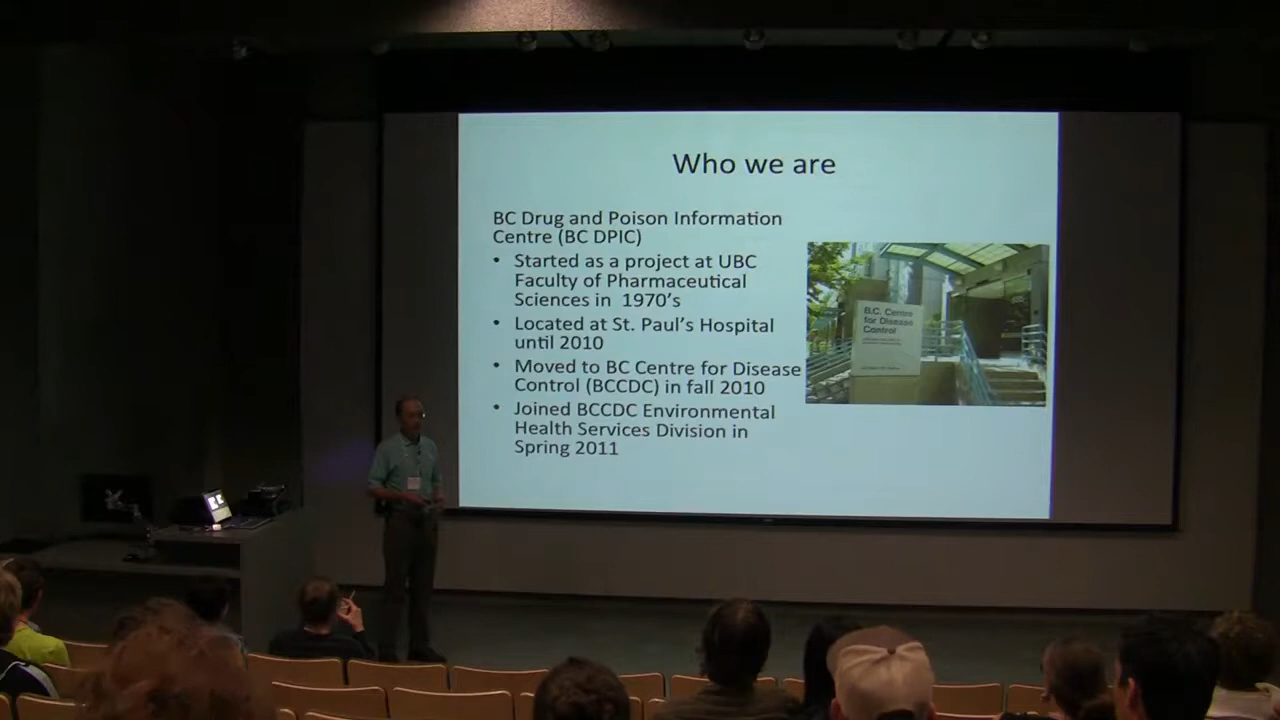 Who we are
BC Drug and Poison Information
Centre (BC DPIC)
• Started as a project at UBC
Faculty of Pharmaceutical
Sciences in 1970's
• Located at St. Paul's Hospital
until 2010
• Moved to BC Centre for Disease
Control (BCCDC) in fall 2010
• Joined BCCDC Environmental
Health Services Division in
Spring 2011
B.C. Centre
for Disease
Control